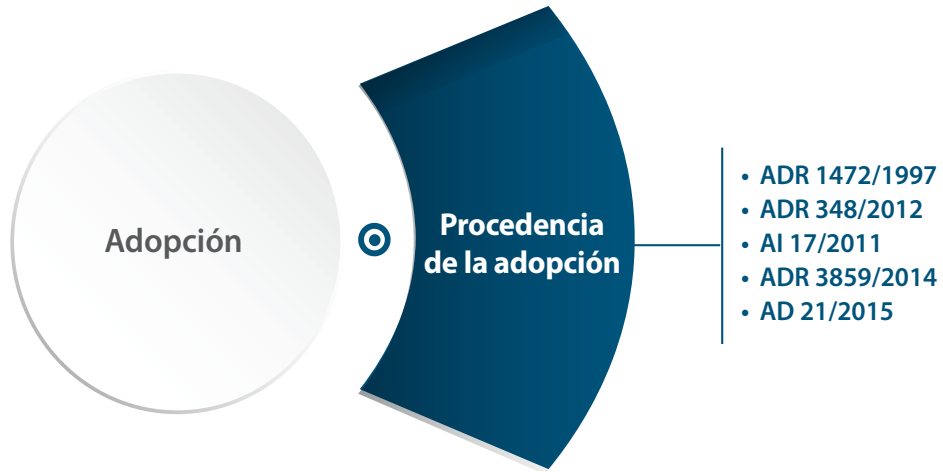 Adopción
Procedencia
de la adopción
• ADR 1472/1997
• ADR 348/2012
• AI 17/2011
• ADR 3859/2014
• AD 21/2015